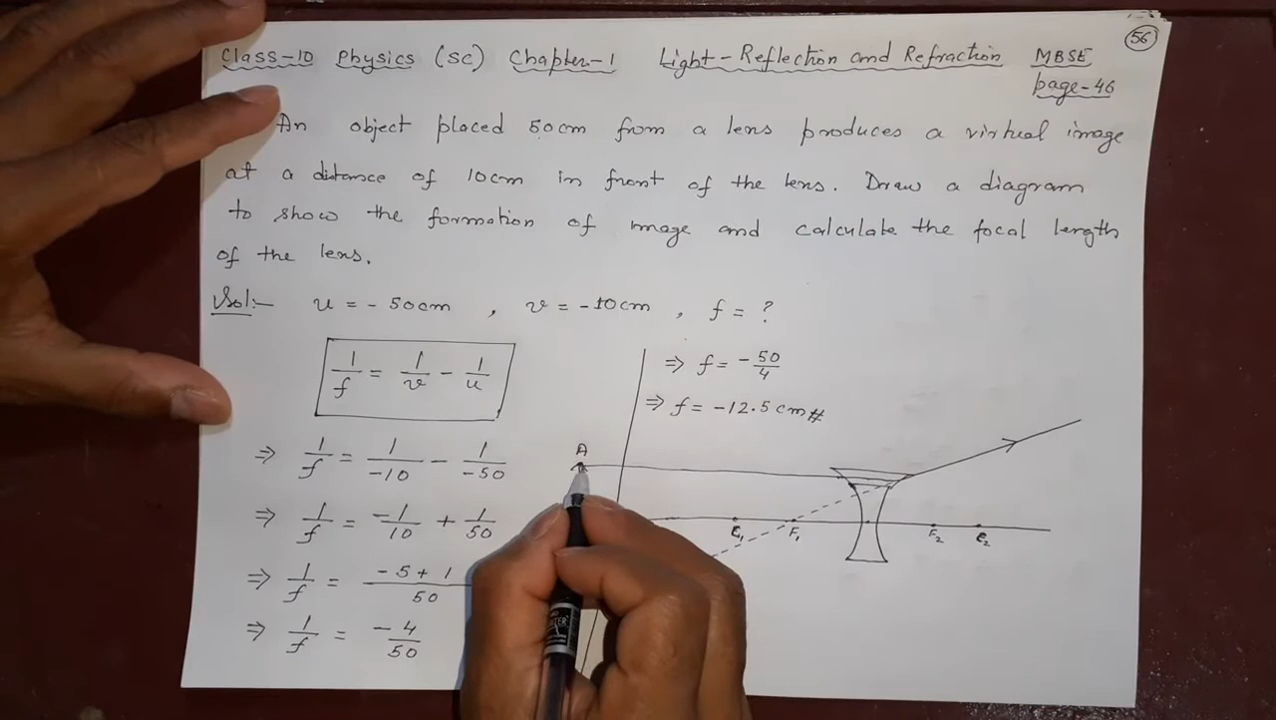 56
Class-10 Physics (sc) Chapter-1 Light-Reflection and Refraction MBSE
page-46
An object placed 50cm from a lens produces a virtual image
at a distance of 10cm in front of the lens. Draw a diagram
to show the formation of image and calculate the focal length
of the lens.
Sol:- u = -50cm , v = -10cm , f = ?
1/f = 1/v - 1/u
⇒ 1/f = 1/-10 - 1/-50
⇒ 1/f = -1/10 + 1/50
⇒ 1/f = -5+1/50
⇒ 1/f = -4/50
⇒ f = -50/4
⇒ f = -12.5cm#
A
C₁ F₁ F₂ C₂